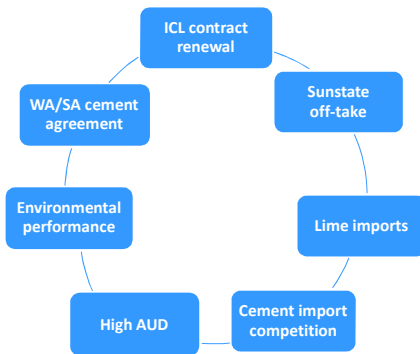 ICL contract
renewal
Sunstate
off-take
Lime imports
Cement import
competition
High AUD
Environmental
performance
WA/SA cement
agreement